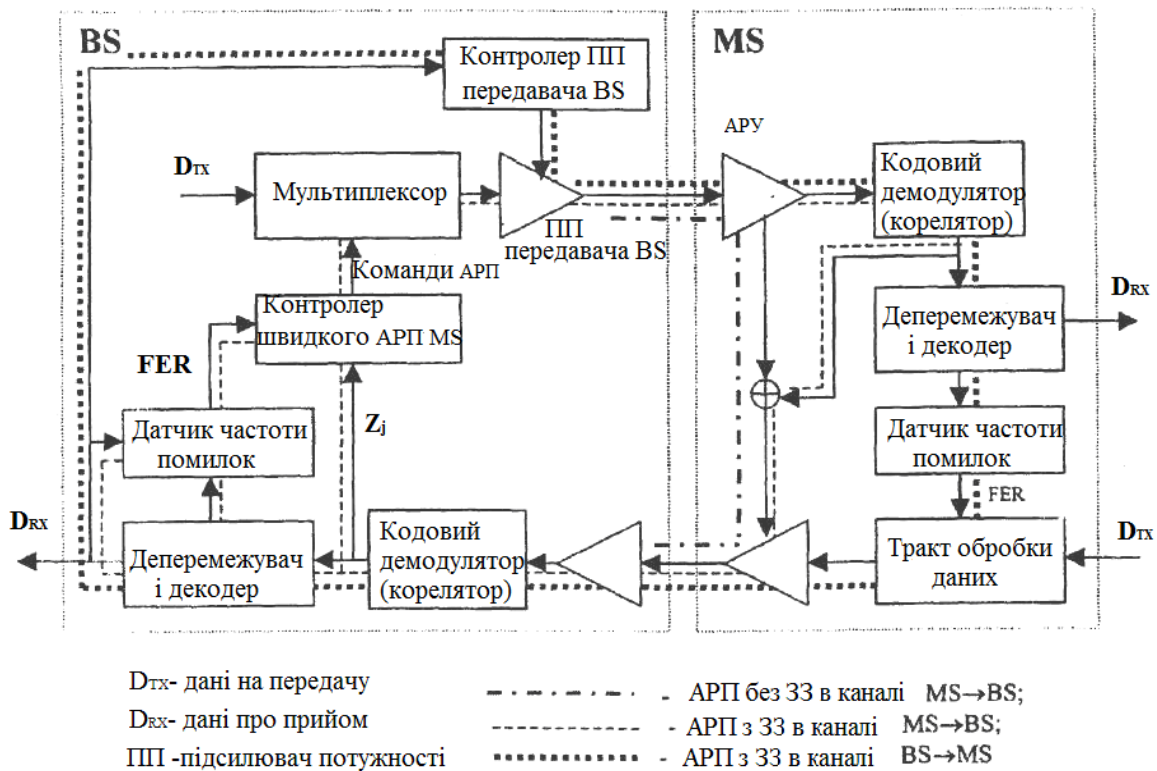 BS
Контролер ПП
передавача BS
DTX
Мультиплексор
ПП
передавача BS
Команди АРП
Контролер
швидкого АРП MS
FER
Zj
Датчик частоти
помилок
DRX
Деперемежувач
і декодер
Кодовий
демодулятор
(корелятор)
MS
АРУ
Кодовий
демодулятор
(корелятор)
DRX
Деперемежувач
і декодер
Датчик частоти
помилок
FER
DTX
Тракт обробки
даних
DTX- дані на передачу
DRX- дані про прийом
ПП -підсилювач потужності
- АРП без ЗЗ в каналі MS→BS;
- АРП з ЗЗ в каналі MS→BS;
- АРП з ЗЗ в каналі BS→MS